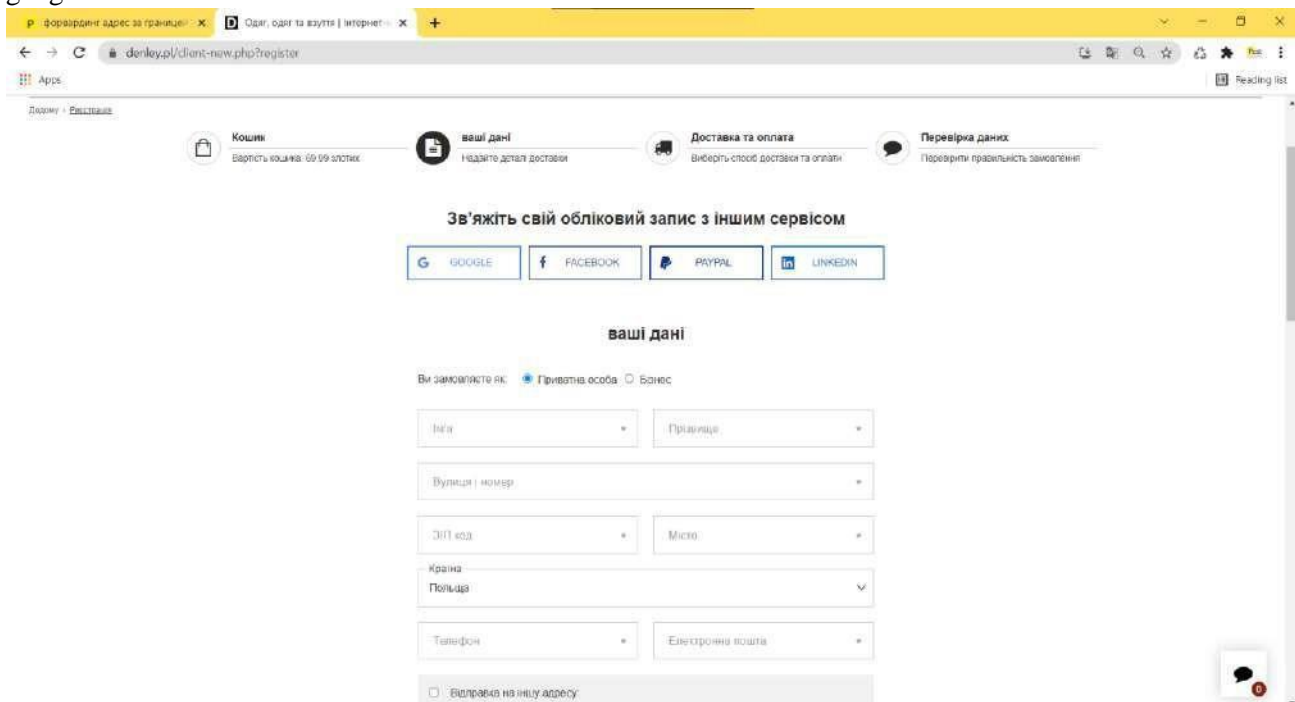 форвардинг адрес за границей
Одяг, одяг та взуття | Інтернет-
denley.pl/client-new.php?register
Apps
Reading list
Додому › Реєстрація
Кошик
Вартість кошика: 69.99 злотих
ваші дані
Надайте деталі доставки
Доставка та оплата
Виберіть спосіб доставки та оплати
Перевірка даних
Перевірити правильність замовлення
Зв'яжіть свій обліковий запис з іншим сервісом
GOOGLE
FACEBOOK
PAYPAL
LINKEDIN
ваші дані
Ви замовляєте як: Приватна особа Бізнес
Ім'я * Прізвище *
Вулиця і номер *
ЗІП код * Місто *
Країна
Польща
Телефон * Електронна пошта *
Відправка на іншу адресу
0